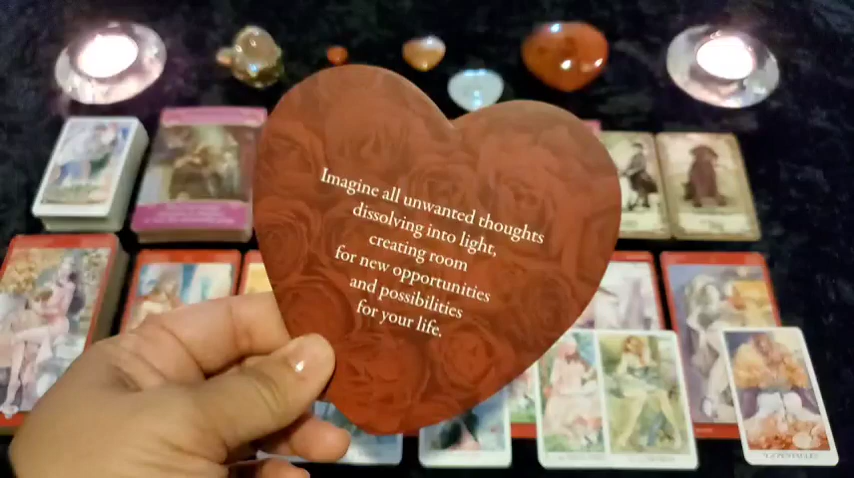 Imagine all unwanted thoughts
dissolving into light,
creating room
for new opportunities
and possibilities
for your life.